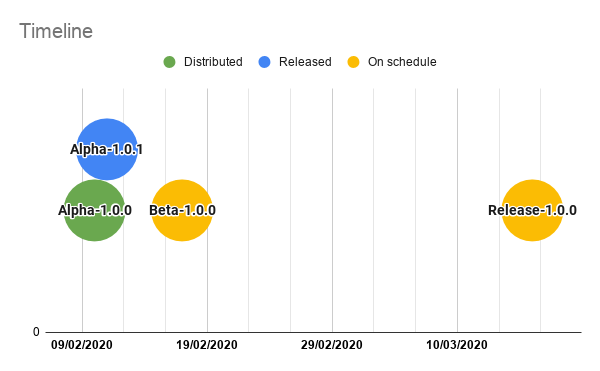 Timeline
Distributed Released On schedule
Alpha-1.0.1
Alpha-1.0.0 Beta-1.0.0 Release-1.0.0
0
09/02/2020 19/02/2020 29/02/2020 10/03/2020